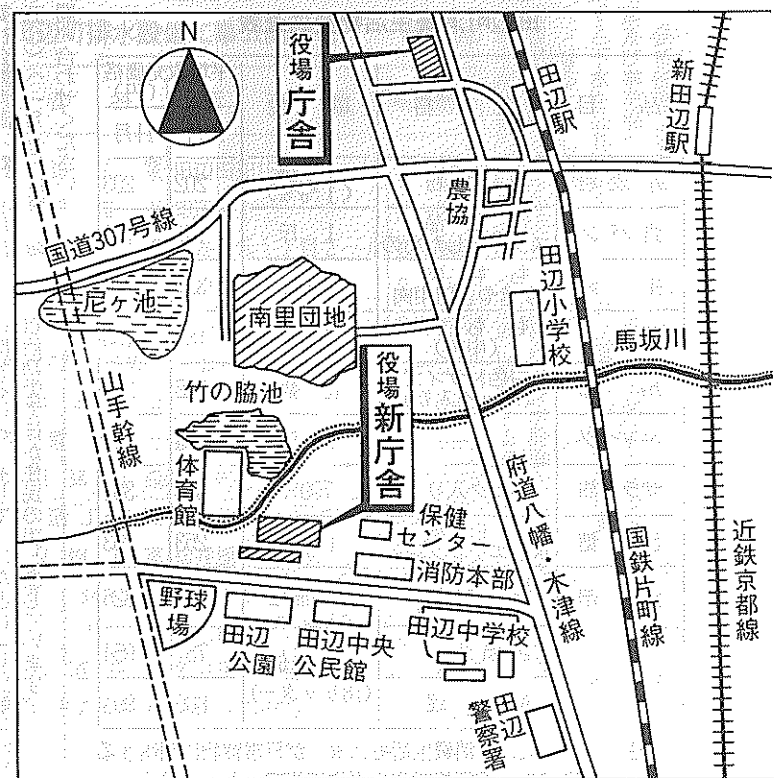 N
役場
庁舎
田辺駅
新田辺駅
農協
国道307号線
尼ヶ池
南里団地
田辺小学校
馬坂川
竹の脇池
役場
新庁舎
山手幹線
体育館
保健
センター
消防本部
府道八幡・木津線
国鉄片町線
近鉄京都線
野球
場
田辺
公園
田辺中央
公民館
田辺中学校
田辺
警察署